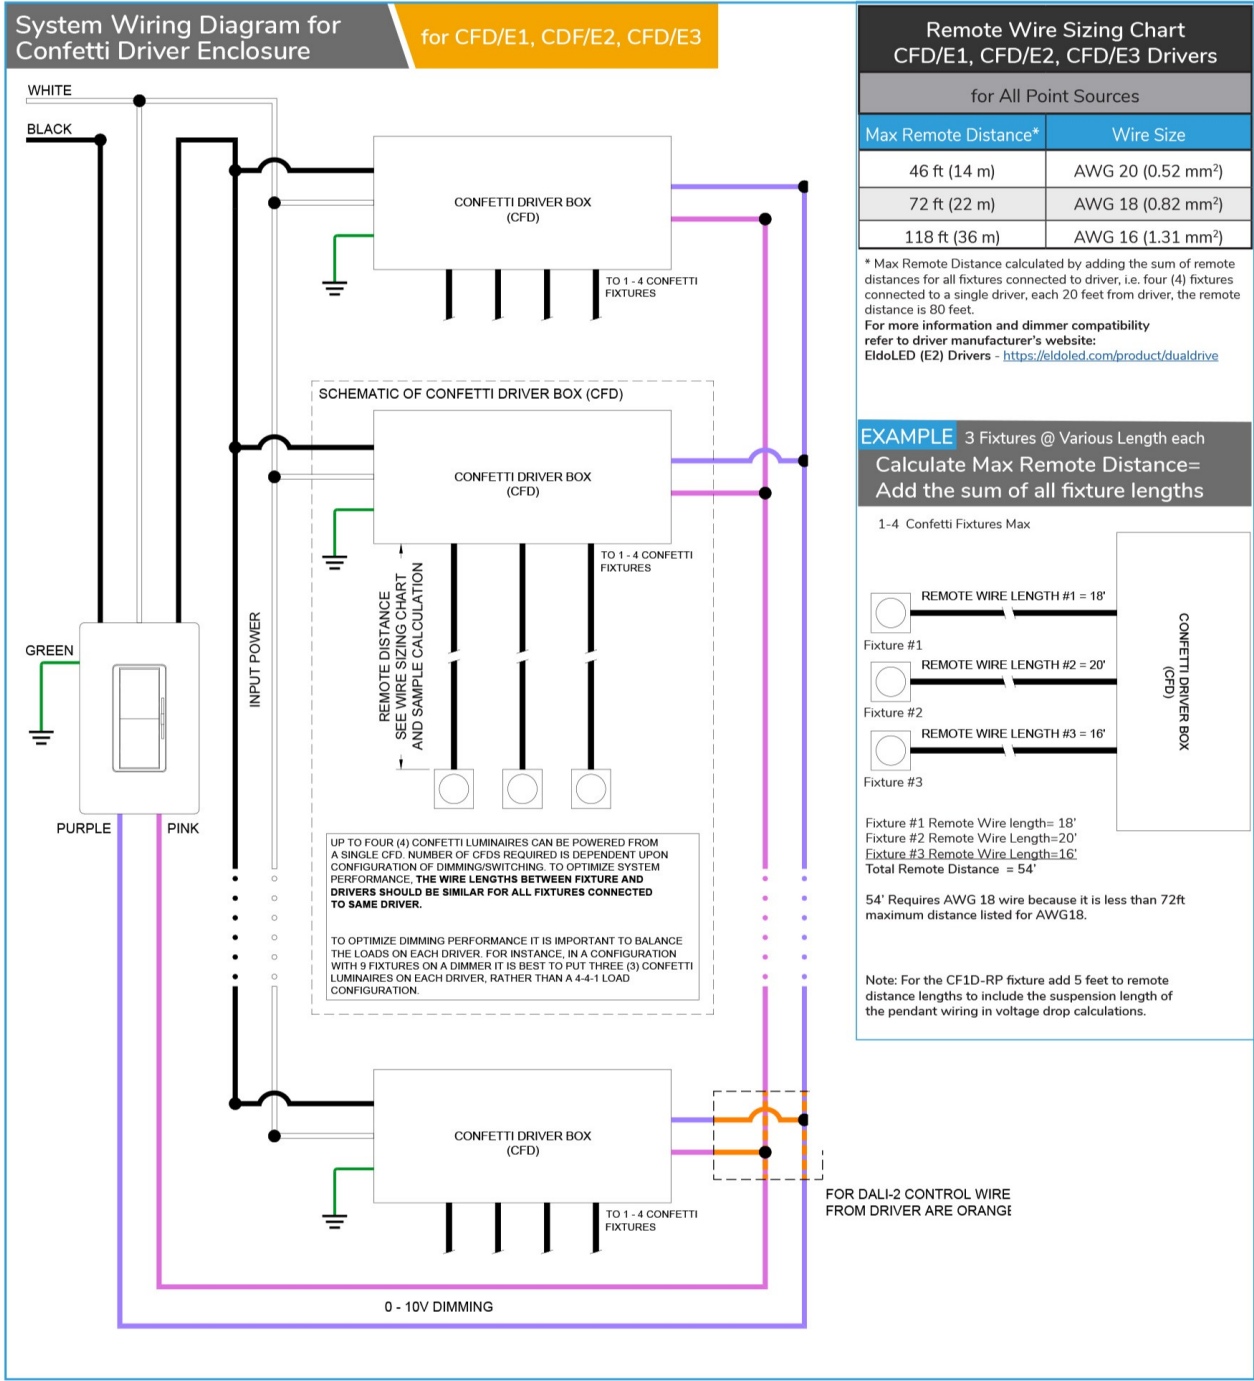 System Wiring Diagram for
Confetti Driver Enclosure
for CFD/E1, CDF/E2, CFD/E3
WHITE
BLACK
CONFETTI DRIVER BOX
(CFD)
TO 1 - 4 CONFETTI
FIXTURES
SCHEMATIC OF CONFETTI DRIVER BOX (CFD)
CONFETTI DRIVER BOX
(CFD)
TO 1 - 4 CONFETTI
FIXTURES
REMOTE DISTANCE
SEE WIRE SIZING CHART
AND SAMPLE CALCULATION
INPUT POWER
GREEN
PURPLE
PINK
UP TO FOUR (4) CONFETTI LUMINAIRES CAN BE POWERED FROM
A SINGLE CFD. NUMBER OF CFDS REQUIRED IS DEPENDENT UPON
CONFIGURATION OF DIMMING/SWITCHING. TO OPTIMIZE SYSTEM
PERFORMANCE, THE WIRE LENGTHS BETWEEN FIXTURE AND
DRIVERS SHOULD BE SIMILAR FOR ALL FIXTURES CONNECTED
TO SAME DRIVER.
TO OPTIMIZE DIMMING PERFORMANCE IT IS IMPORTANT TO BALANCE
THE LOADS ON EACH DRIVER. FOR INSTANCE, IN A CONFIGURATION
WITH 9 FIXTURES ON A DIMMER IT IS BEST TO PUT THREE (3) CONFETTI
LUMINAIRES ON EACH DRIVER, RATHER THAN A 4-4-1 LOAD
CONFIGURATION.
CONFETTI DRIVER BOX
(CFD)
TO 1 - 4 CONFETTI
FIXTURES
FOR DALI-2 CONTROL WIRE
FROM DRIVER ARE ORANGE
0 - 10V DIMMING
Remote Wire Sizing Chart
CFD/E1, CFD/E2, CFD/E3 Drivers
for All Point Sources
Max Remote Distance* Wire Size
46 ft (14 m) AWG 20 (0.52 mm²)
72 ft (22 m) AWG 18 (0.82 mm²)
118 ft (36 m) AWG 16 (1.31 mm²)
* Max Remote Distance calculated by adding the sum of remote
distances for all fixtures connected to driver, i.e. four (4) fixtures
connected to a single driver, each 20 feet from driver, the remote
distance is 80 feet.
For more information and dimmer compatibility
refer to driver manufacturer's website:
EldoLED (E2) Drivers - https://eldoled.com/product/dualdrive
EXAMPLE 3 Fixtures @ Various Length each
Calculate Max Remote Distance=
Add the sum of all fixture lengths
1-4 Confetti Fixtures Max
REMOTE WIRE LENGTH #1 = 18'
Fixture #1
REMOTE WIRE LENGTH #2 = 20'
Fixture #2
REMOTE WIRE LENGTH #3 = 16'
Fixture #3
CONFETTI DRIVER BOX
(CFD)
Fixture #1 Remote Wire length= 18'
Fixture #2 Remote Wire length=20'
Fixture #3 Remote Wire Length=16'
Total Remote Distance = 54'
54' Requires AWG 18 wire because it is less than 72ft
maximum distance listed for AWG18.
Note: For the CF1D-RP fixture add 5 feet to remote
distance lengths to include the suspension length of
the pendant wiring in voltage drop calculations.